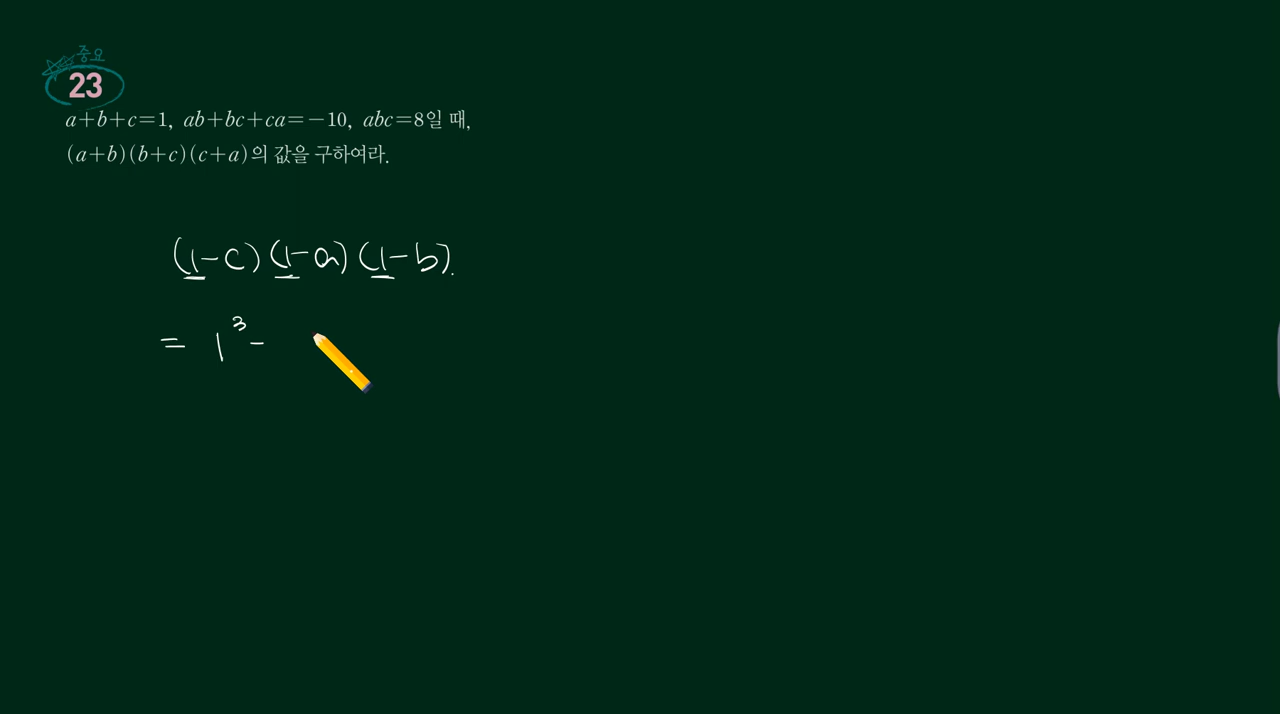 중요
23
a+b+c=1, ab+bc+ca=-10, abc=8일 때,
(a+b)(b+c)(c+a)의 값을 구하여라.
(1-c)(1-a)(1-b).
= 1³-